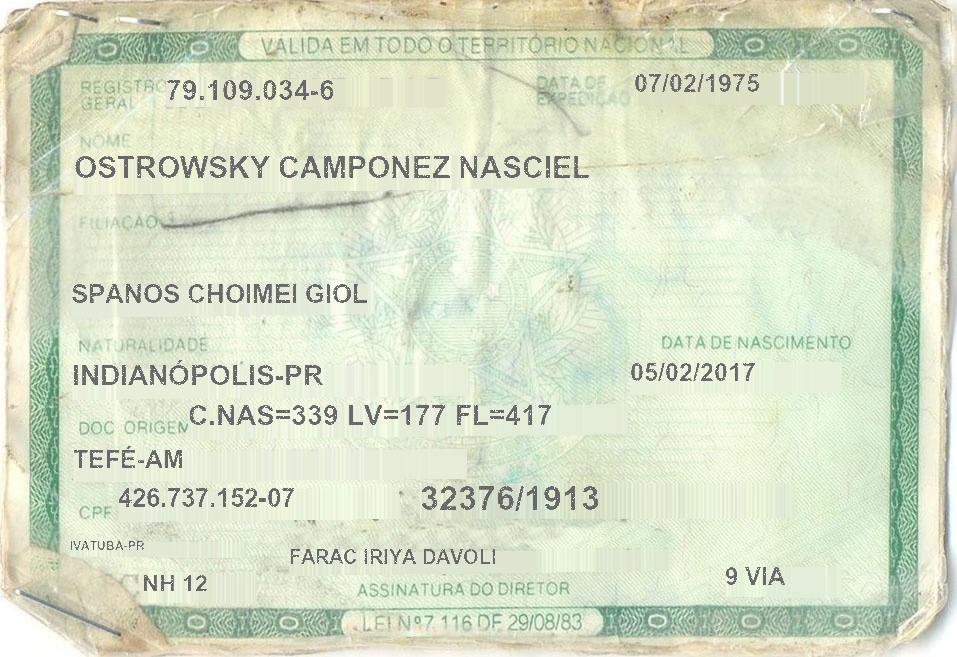 VÁLIDA EM TODO O TERRITÓRIO NACIONAL
REGISTRO GERAL 79.109.034-6 DATA DE EXPEDIÇÃO 07/02/1975
NOME
OSTROWSKY CAMPONEZ NASCIEL
FILIAÇÃO
SPANOS CHOIMEI GIOL
NATURALIDADE DATA DE NASCIMENTO
INDIANÓPOLIS-PR 05/02/2017
DOC ORIGEM C.NAS=339 LV=177 FL=417
TEFÉ-AM
CPF 426.737.152-07 32376/1913
IVATUBA-PR
NH 12 FARAC IRIYA DAVOLI 9 VIA
ASSINATURA DO DIRETOR
LEI Nº 7.116 DE 29/08/83